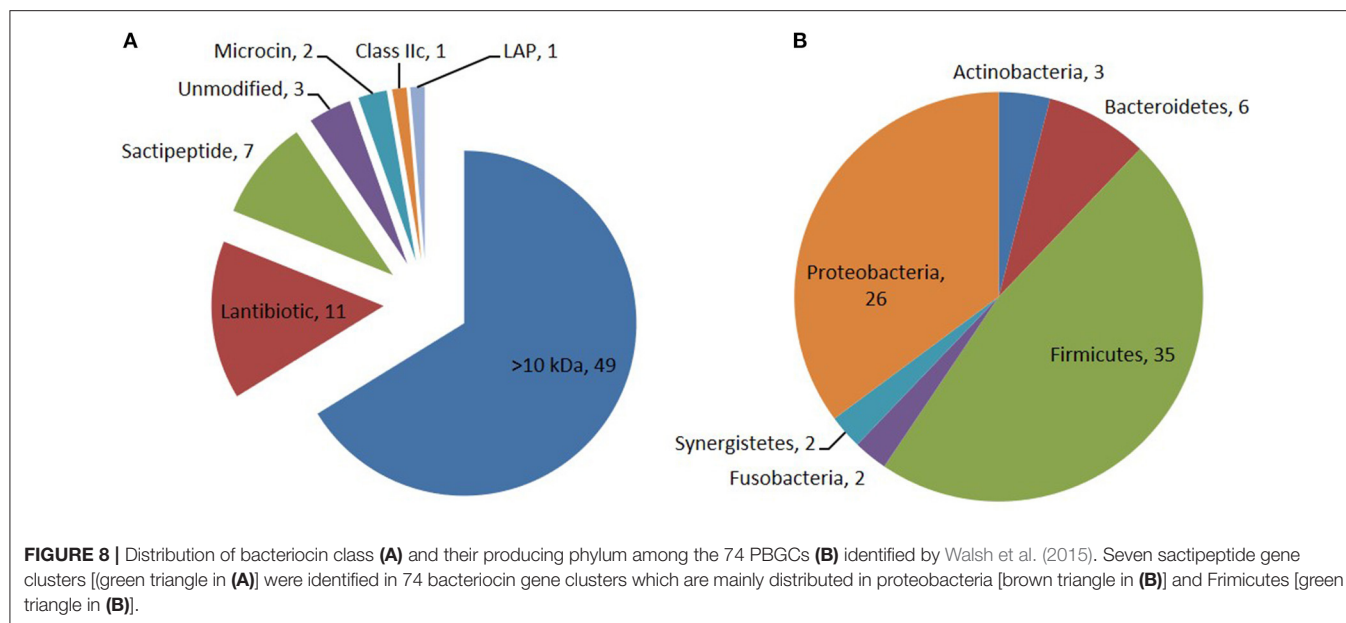 A
Microcin, 2
Class IIc, 1
LAP, 1
Unmodified, 3
Sactipeptide, 7
Lantibiotic, 11
>10 kDa, 49
B
Actinobacteria, 3
Bacteroidetes, 6
Proteobacteria,
26
Firmicutes, 35
Synergistetes, 2
Fusobacteria, 2
FIGURE 8 | Distribution of bacteriocin class (A) and their producing phylum among the 74 PBGCs (B) identified by Walsh et al. (2015). Seven sactipeptide gene
clusters [(green triangle in (A)] were identified in 74 bacteriocin gene clusters which are mainly distributed in proteobacteria [brown triangle in (B)] and Frimicutes [green
triangle in (B)].